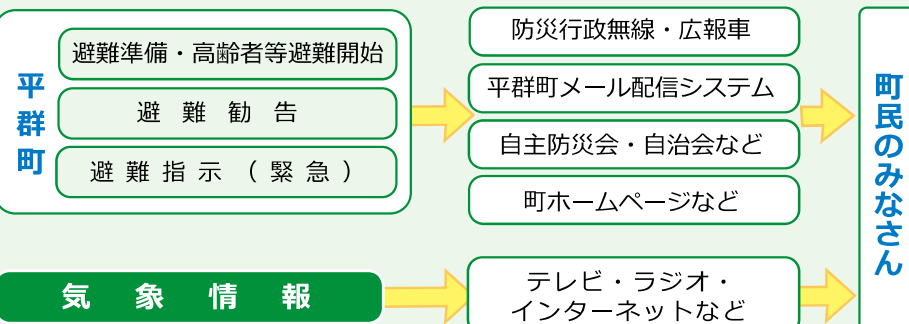 平群町
避難準備・高齢者等避難開始
避難勧告
避難指示（緊急）
防災行政無線・広報車
平群町メール配信システム
自主防災会・自治会など
町ホームページなど
町民のみなさん
気象情報
テレビ・ラジオ・
インターネットなど